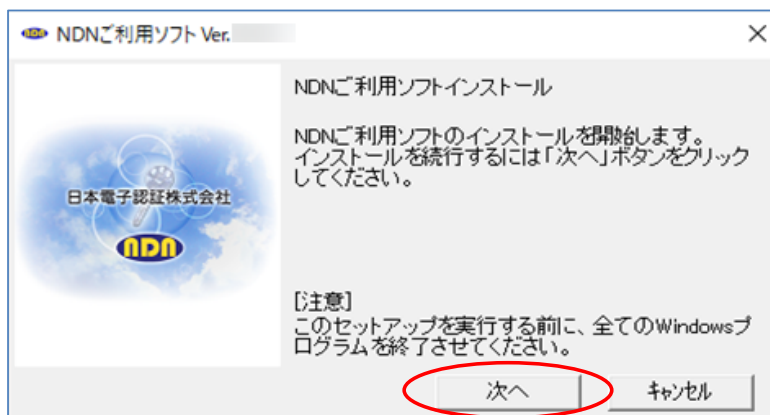 NDNご利用ソフト Ver.
NDNご利用ソフトインストール
NDNご利用ソフトのインストールを開始します。
インストールを続行するには「次へ」ボタンをクリック
してください。
日本電子認証株式会社
NDN
[注意]
このセットアップを実行する前に、全てのWindowsプ
ログラムを終了させてください。
次へ
キャンセル